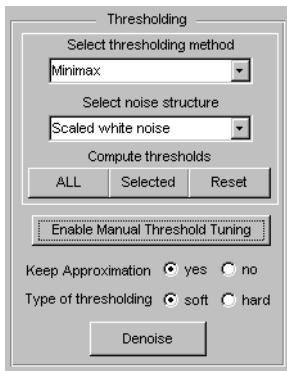 Thresholding
Select thresholding method
Minimax
Select noise structure
Scaled white noise
Compute thresholds
ALL Selected Reset
Enable Manual Threshold Tuning
Keep Approximation yes no
Type of thresholding soft hard
Denoise